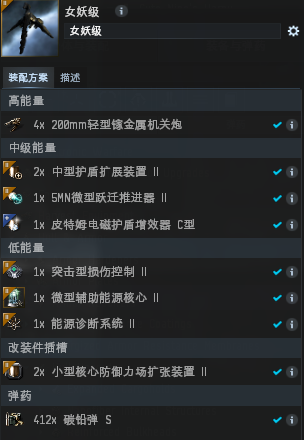 女妖级
女妖级
装配方案 描述
高能量
4x 200mm轻型镓金属机关炮
中级能量
2x 中型护盾扩展装置 II
1x 5MN微型跃迁推进器 II
1x 皮特姆电磁护盾增效器 C型
低能量
1x 突击型损伤控制 II
1x 微型辅助能源核心 II
1x 能源诊断系统 II
改装件插槽
2x 小型核心防御力场扩张装置 II
弹药
412x 碳铅弹 S